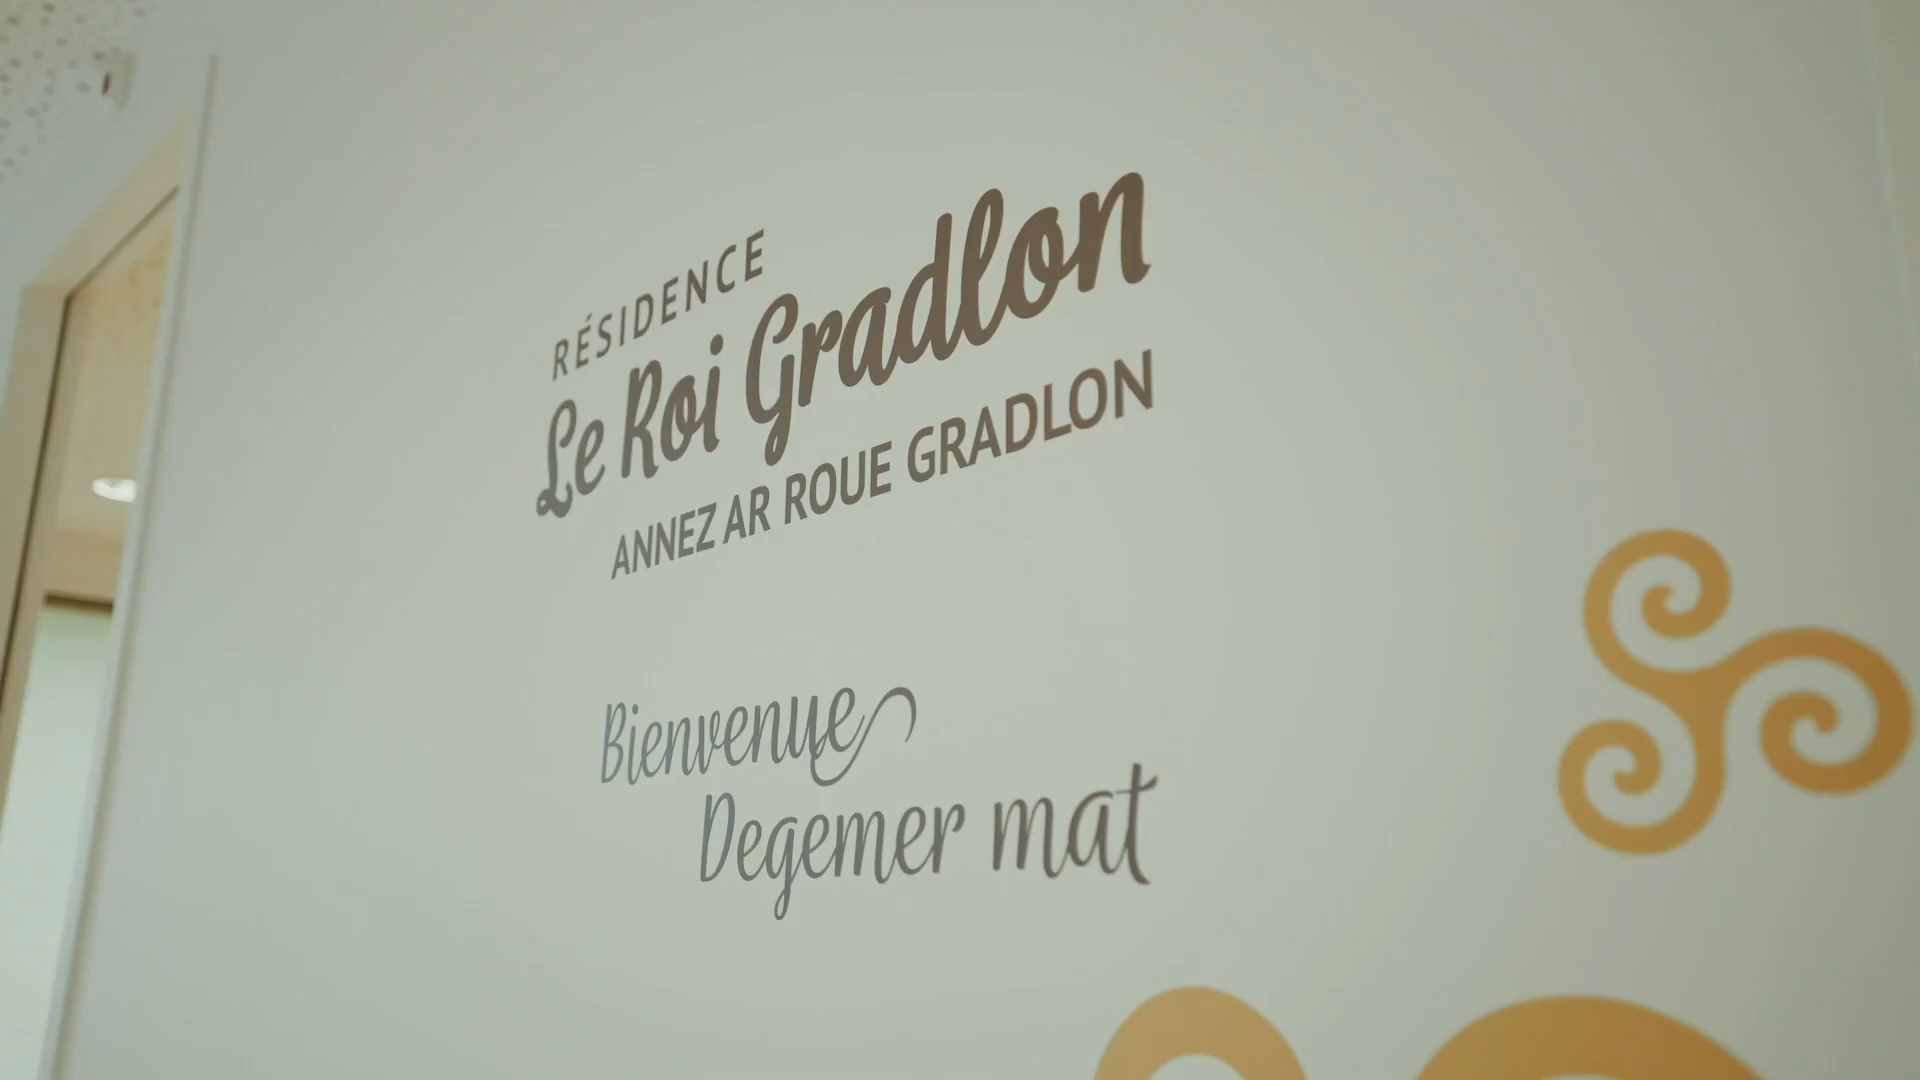 RÉSIDENCE
Le Roi Gradlon
ANNEZ AR ROUE GRADLON
Bienvenue
Degemer mat